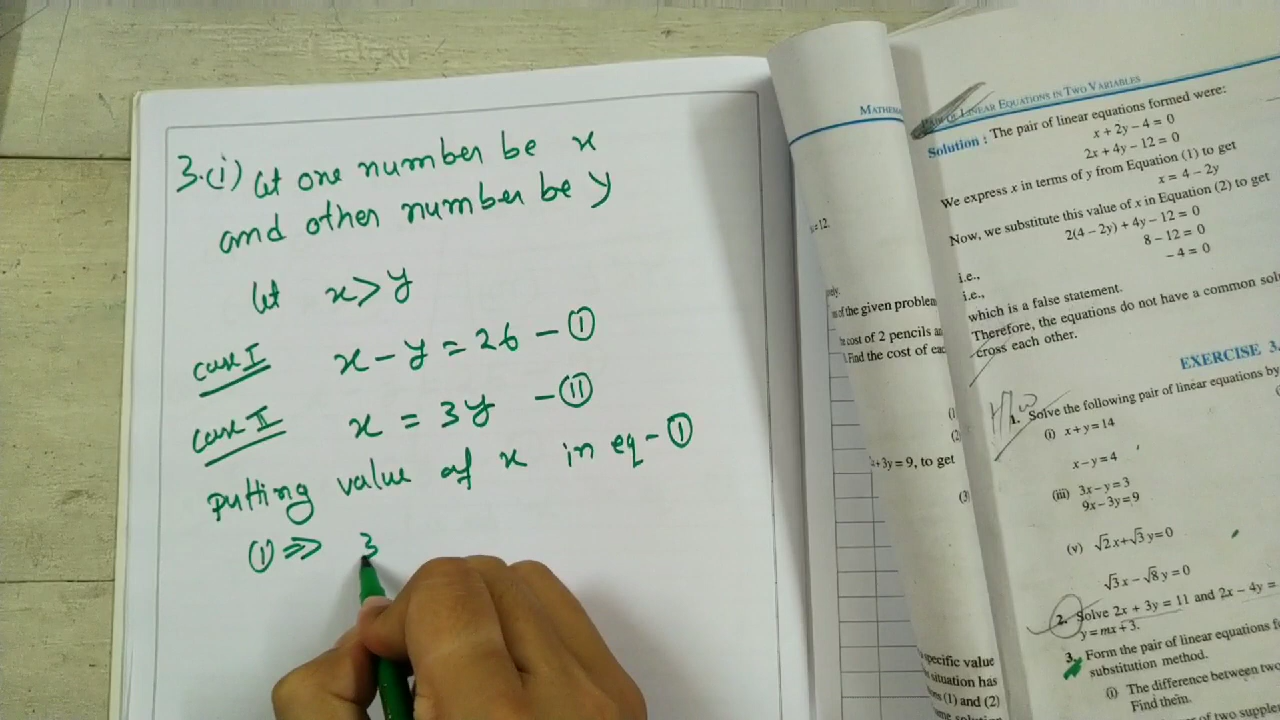 3.(i) let one number be x
and other number be y
let x>y
case I x - y = 26 - (I)
case II x = 3y - (II)
putting value of x in eq - (I)
(I) ⇒ 3
MATHEM
PAIR OF LINEAR EQUATIONS IN TWO VARIABLES
Solution : The pair of linear equations formed were:
x + 2y – 4 = 0
2x + 4y – 12 = 0
We express x in terms of y from Equation (1) to get
x = 4 – 2y
Now, we substitute this value of x in Equation (2) to get
2(4 – 2y) + 4y – 12 = 0
i.e., 8 – 12 = 0
i.e., – 4 = 0
which is a false statement.
Therefore, the equations do not have a common
cross each other.
EXERCISE 3.
H/W
1. Solve the following pair of linear equations by
(i) x + y = 14
x – y = 4
(iii) 3x – y = 3
9x – 3y = 9
(v) √2x + √3y = 0
√3x – √8y = 0
2. Solve 2x + 3y = 11 and 2x – 4y =
y = mx + 3.
3. Form the pair of linear equations
substitution method.
(i) The difference between
Find them.
= 12.
of the given
cost of 2 pencils
Find the cost of
(1
(2
+ 3y = 9, to get
(3
specific value
situation has
(1) and (2)